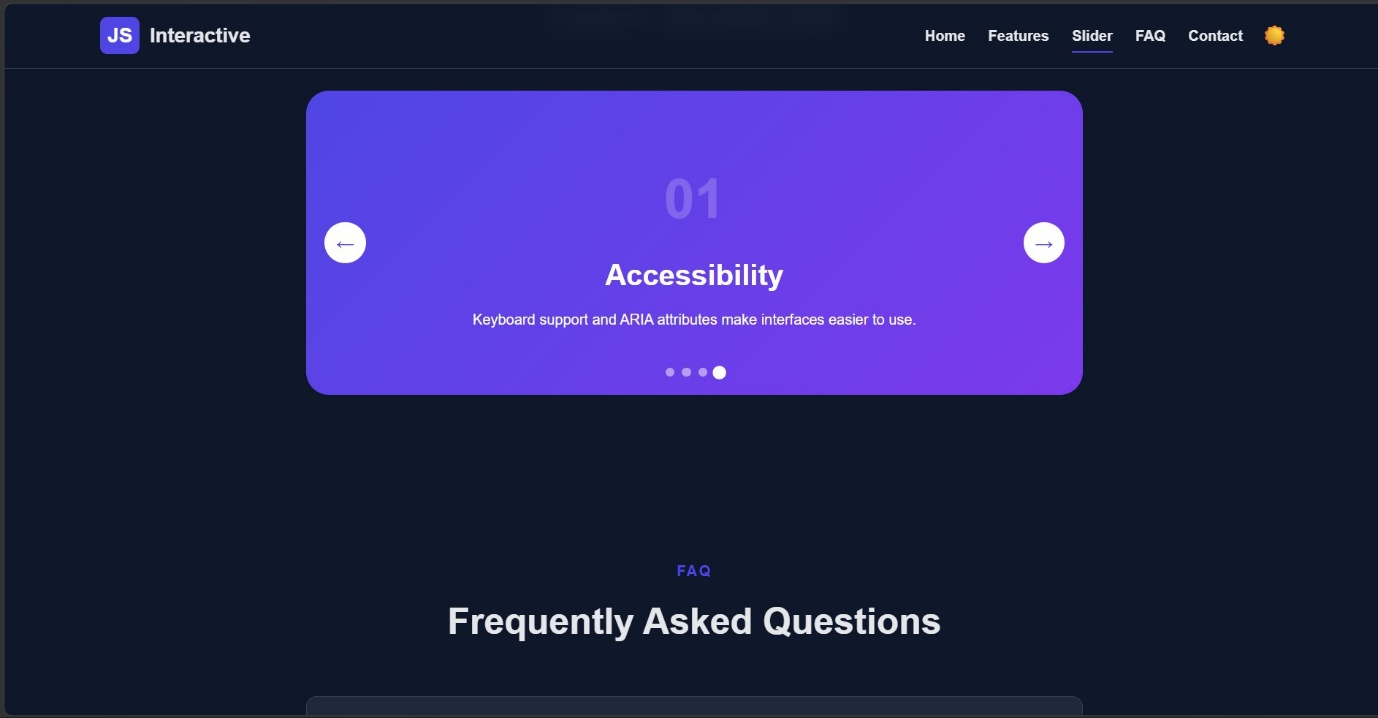 JS Interactive
Home Features Slider FAQ Contact
01
←
→
Accessibility
Keyboard support and ARIA attributes make interfaces easier to use.
FAQ
Frequently Asked Questions